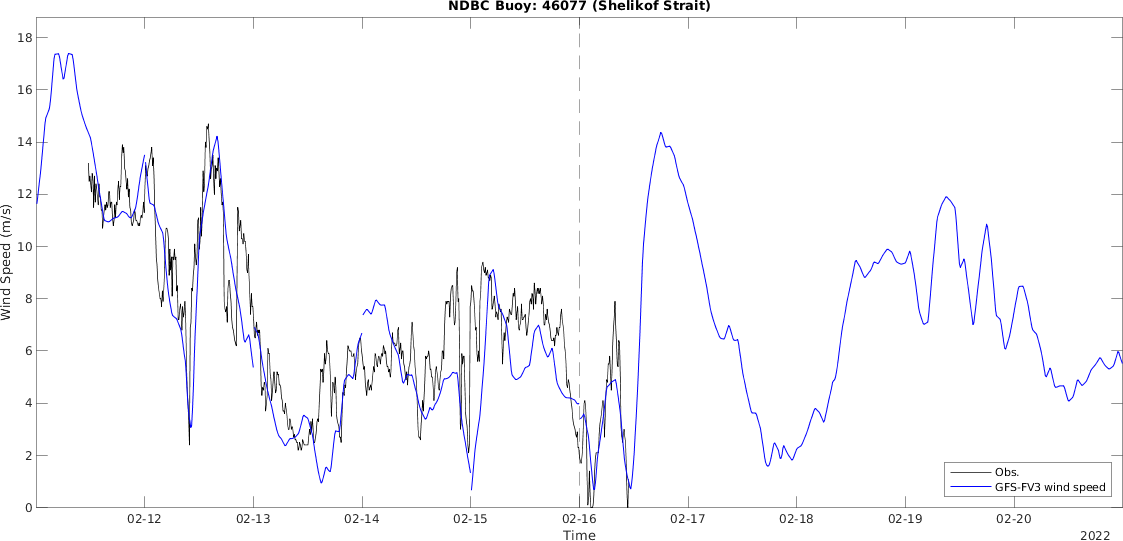 NDBC Buoy: 46077 (Shelikof Strait)
Wind Speed (m/s)
18
16
14
12
10
8
6
4
2
0
02-12 02-13 02-14 02-15 02-16 02-17 02-18 02-19 02-20
Time
2022
Obs.
GFS-FV3 wind speed